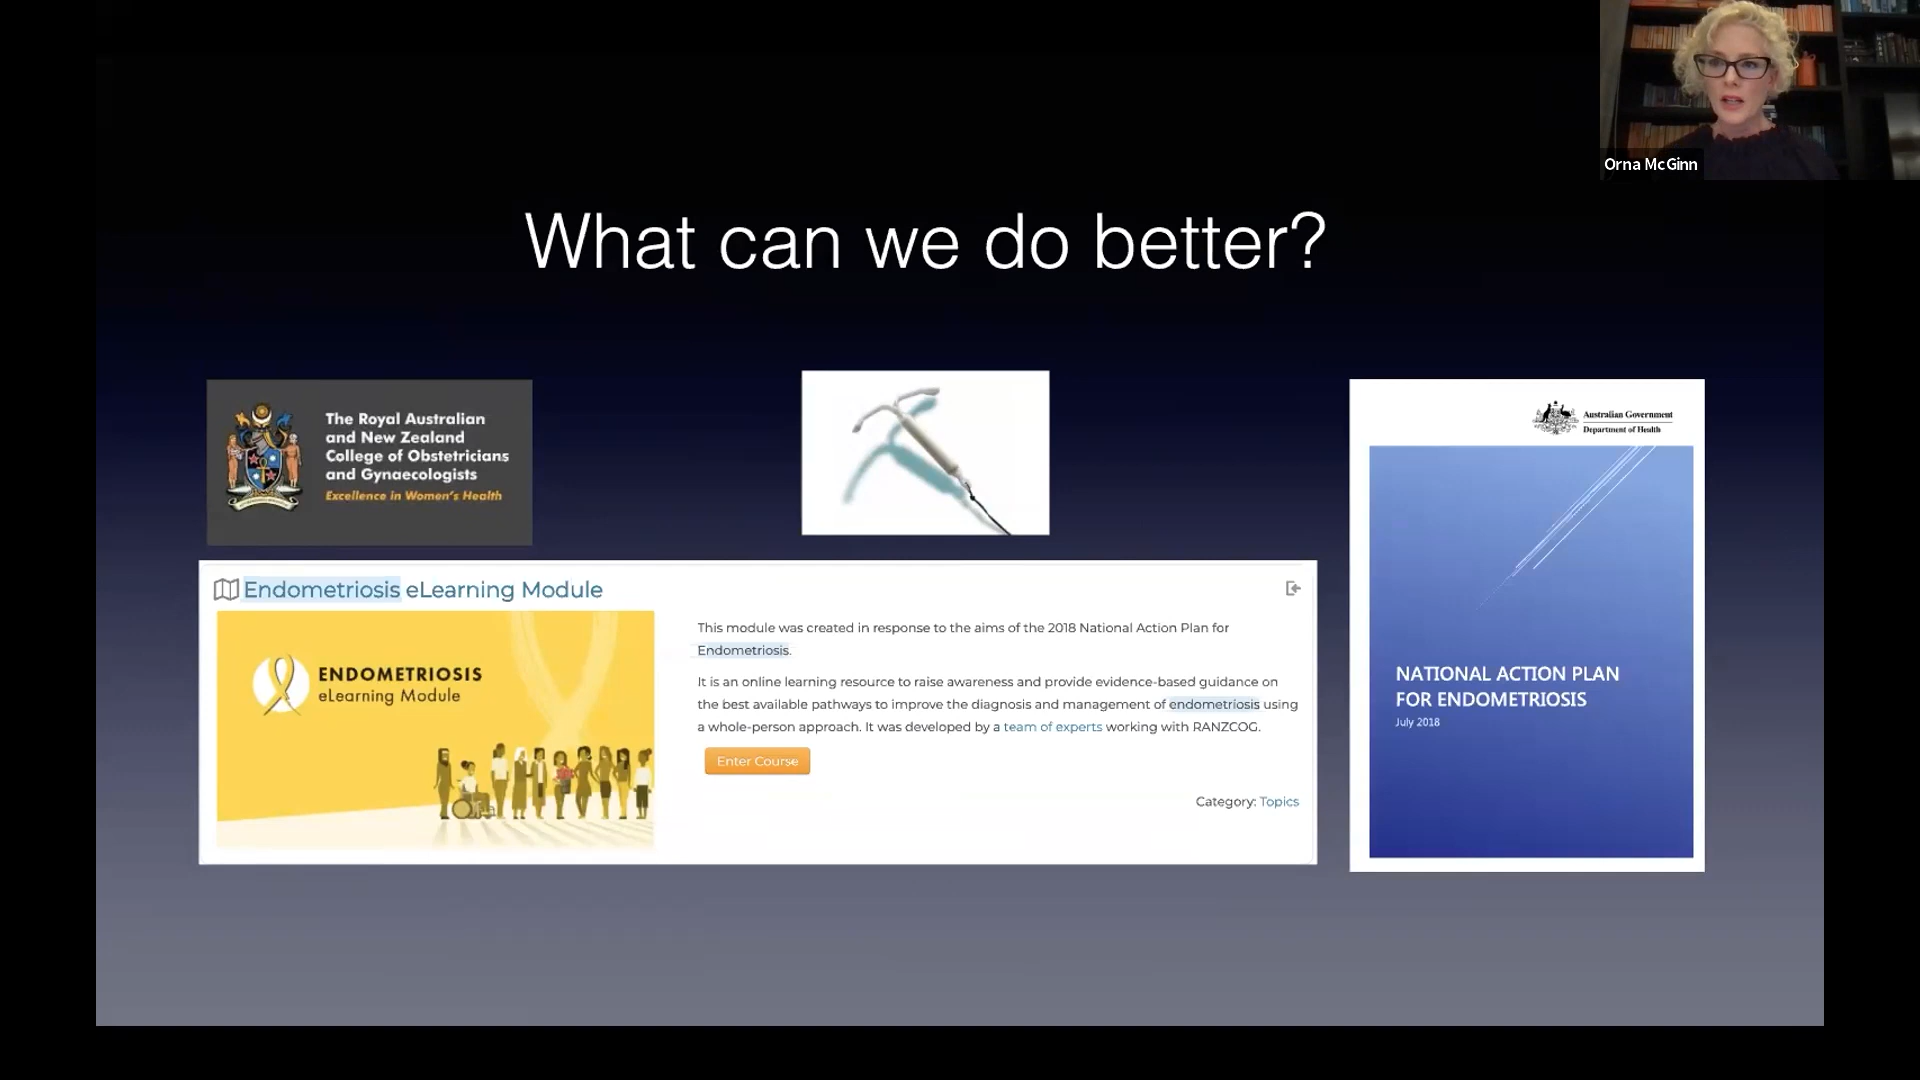 Orna McGinn
What can we do better?
The Royal Australian
and New Zealand
College of Obstetricians
and Gynaecologists
Excellence in Women's Health
Endometriosis eLearning Module
ENDOMETRIOSIS
eLearning Module
This module was created in response to the aims of the 2018 National Action Plan for
Endometriosis.
It is an online learning resource to raise awareness and provide evidence-based guidance on
the best available pathways to improve the diagnosis and management of endometriosis using
a whole-person approach. It was developed by a team of experts working with RANZCOG.
Enter Course
Category: Topics
Australian Government
Department of Health
NATIONAL ACTION PLAN
FOR ENDOMETRIOSIS
July 2018